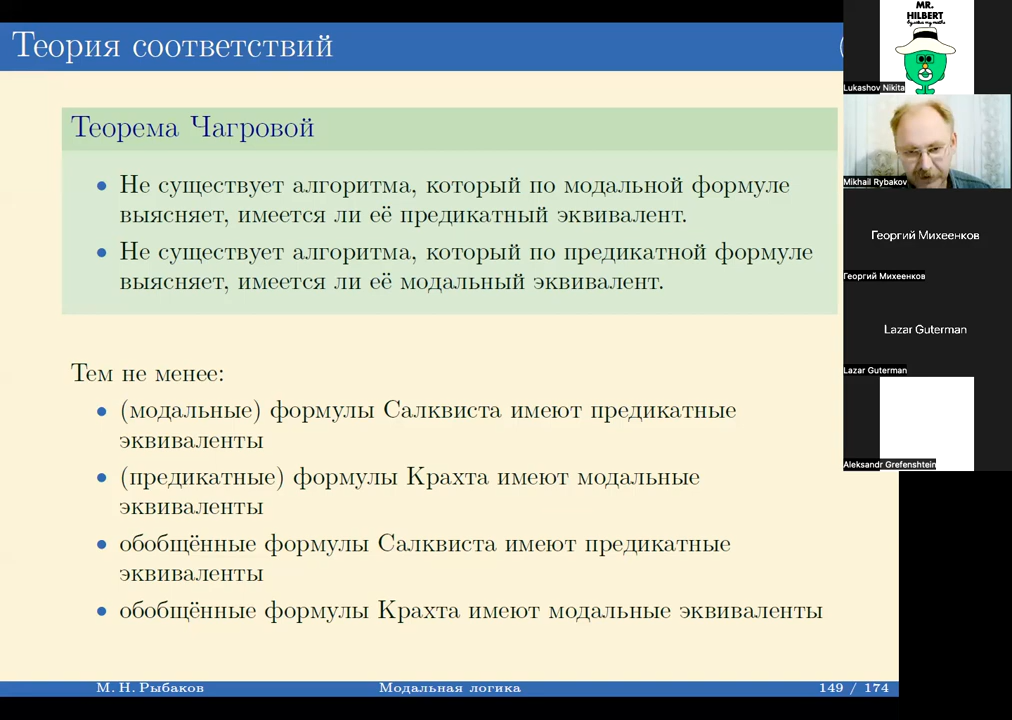 Теория соответствий
Теорема Чагровой
• Не существует алгоритма, который по модальной формуле
выясняет, имеется ли её предикатный эквивалент.
• Не существует алгоритма, который по предикатной формуле
выясняет, имеется ли её модальный эквивалент.
Тем не менее:
• (модальные) формулы Салквиста имеют предикатные
эквиваленты
• (предикатные) формулы Крахта имеют модальные
эквиваленты
• обобщённые формулы Салквиста имеют предикатные
эквиваленты
• обобщённые формулы Крахта имеют модальные эквиваленты
М. Н. Рыбаков
Модальная логика
149 / 174
MR.
HILBERT
Lukashov Nikita
Mikhail Rybakov
Георгий Михеенков
Георгий Михеенков
Lazar Guterman
Lazar Guterman
Aleksandr Grefenshtein